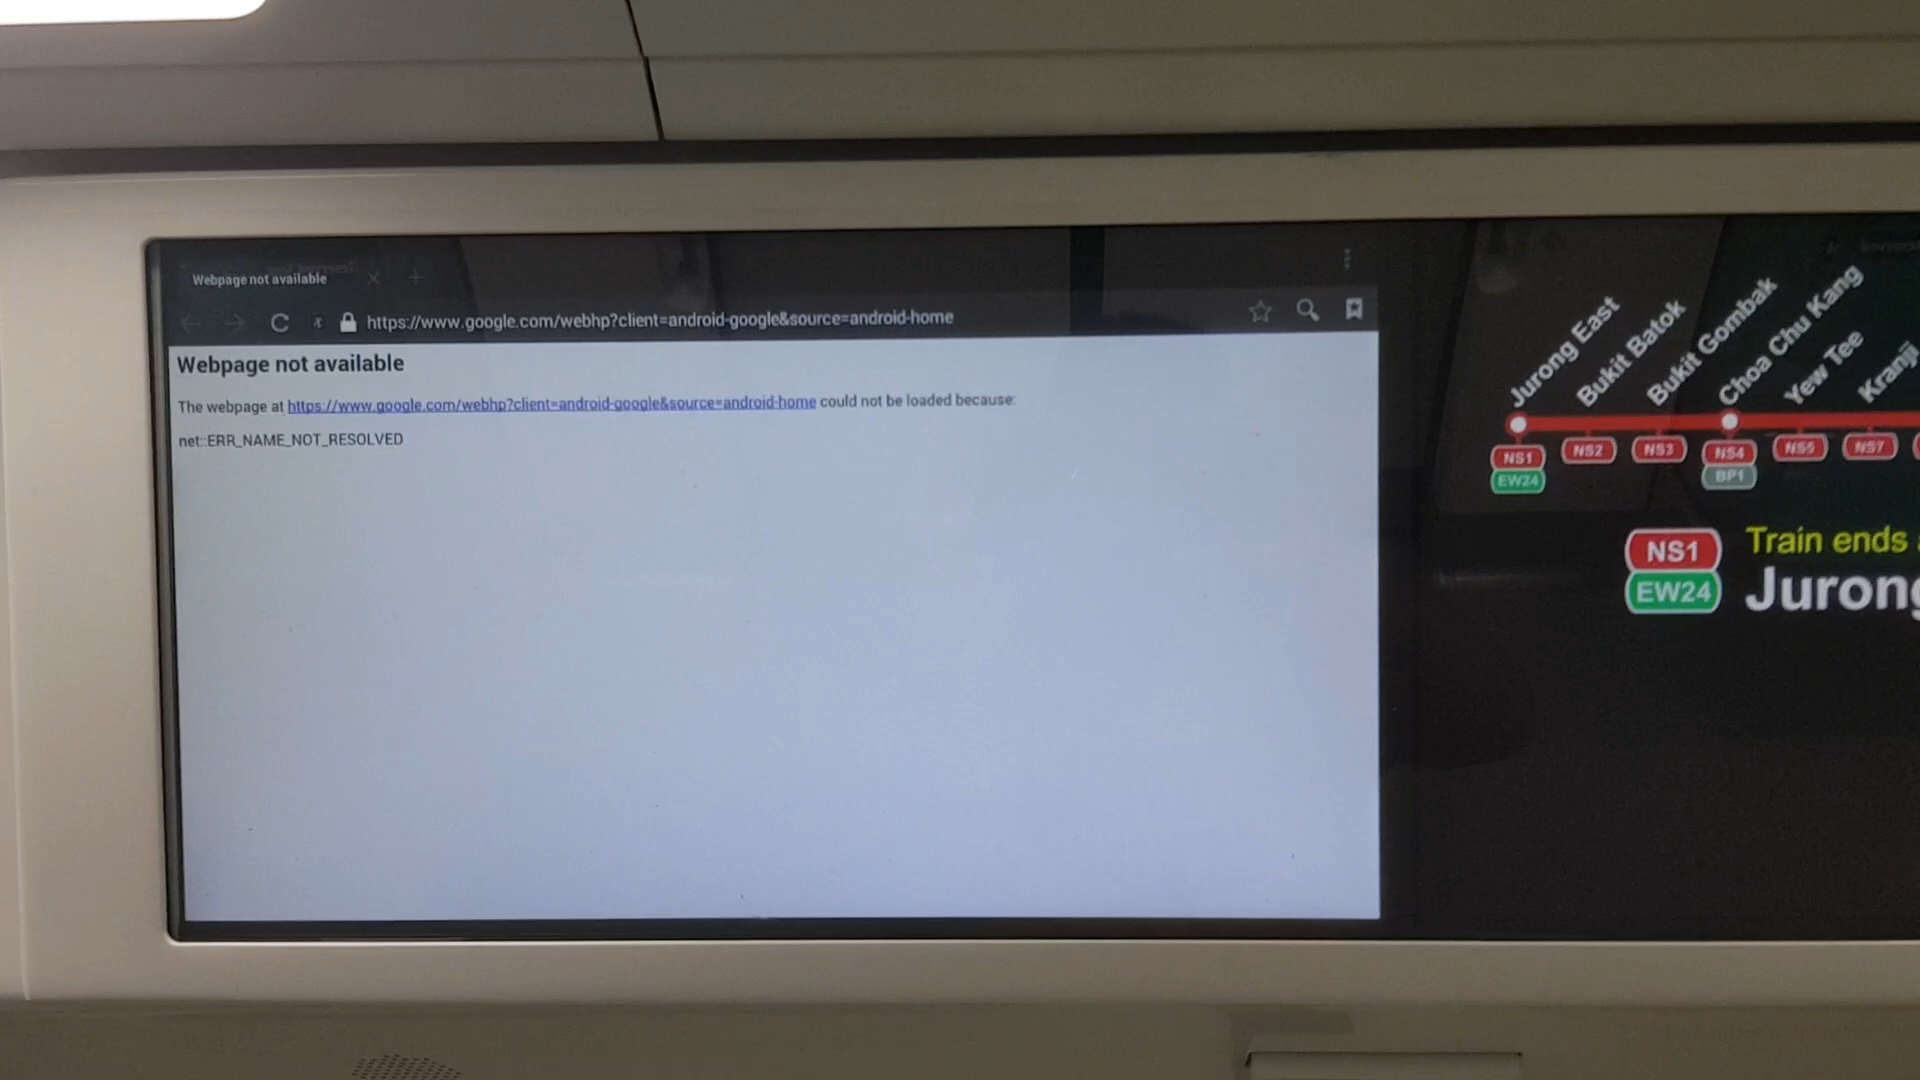 Webpage not available
https://www.google.com/webhp?client=android-google&source=android-home
Webpage not available
The webpage at https://www.google.com/webhp?client=android-google&source=android-home could not be loaded because:
net::ERR_NAME_NOT_RESOLVED
Jurong East
Bukit Batok
Bukit Gombak
Choa Chu Kang
Yew Tee
Kranji
NS1
NS2
NS3
NS4
NS5
NS7
EW24
BP1
NS1
EW24
Train ends
Jurong